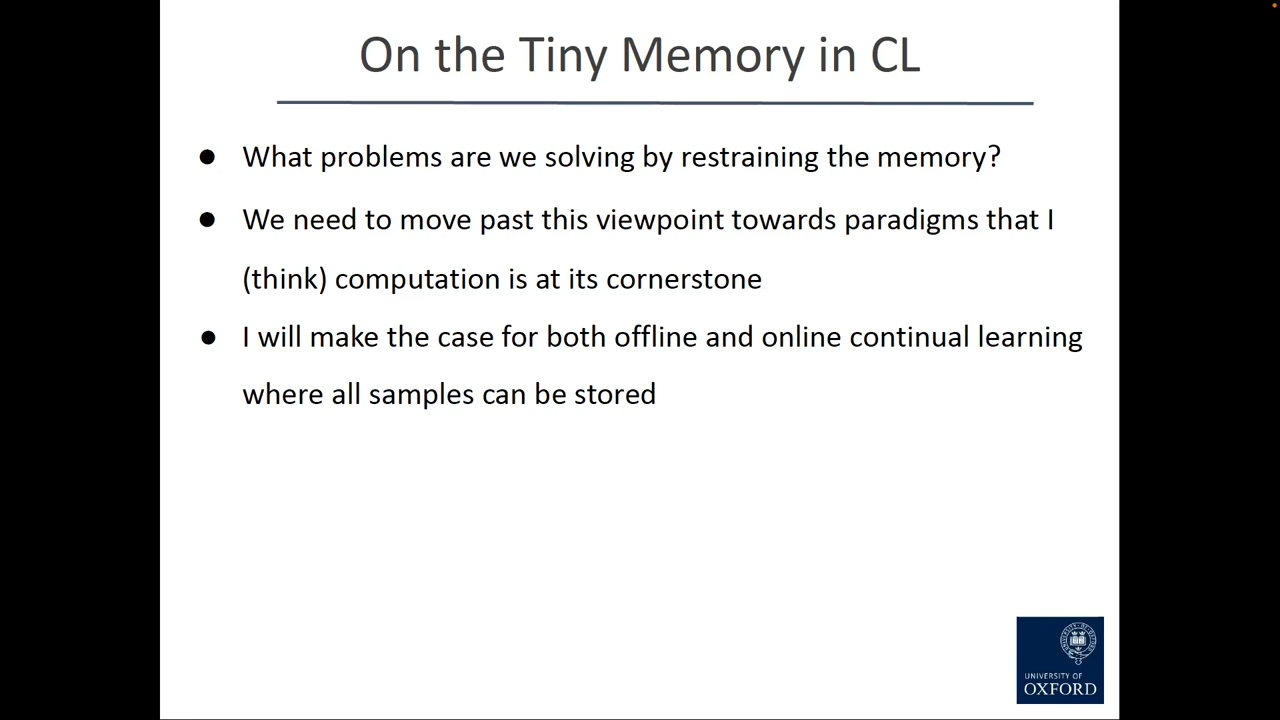 On the Tiny Memory in CL
● What problems are we solving by restraining the memory?
● We need to move past this viewpoint towards paradigms that I
(think) computation is at its cornerstone
● I will make the case for both offline and online continual learning
where all samples can be stored
UNIVERSITY OF
OXFORD